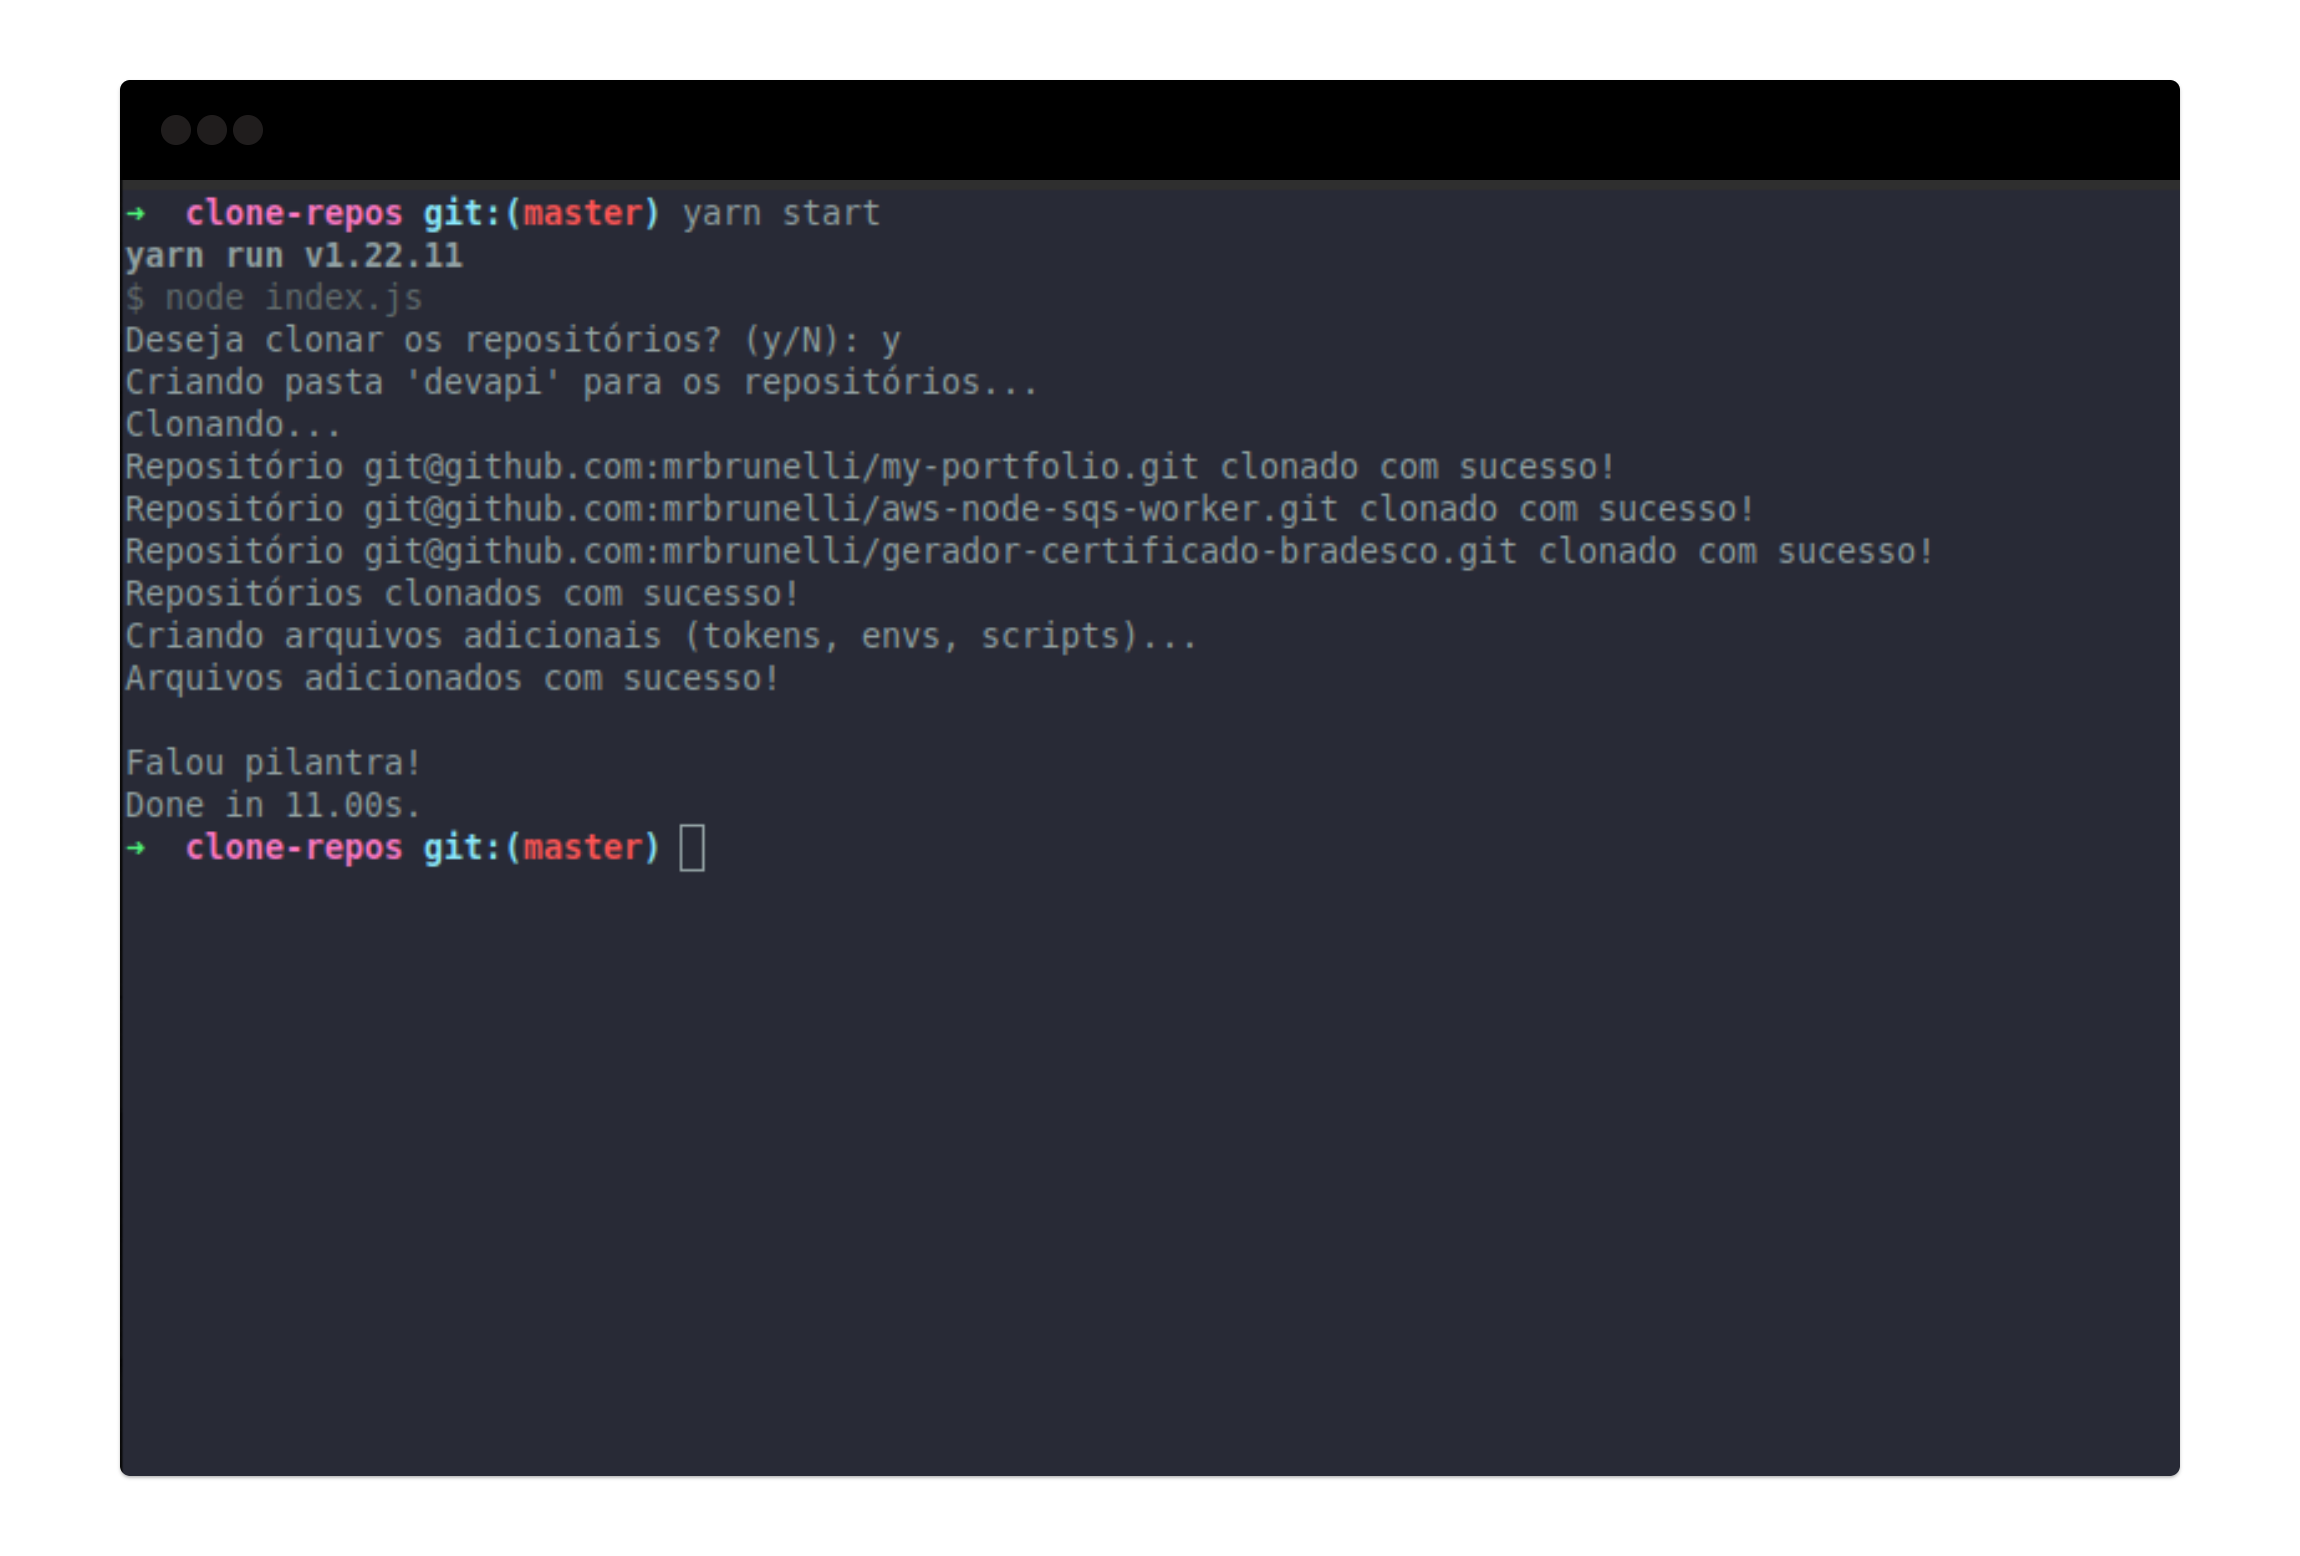 ➜  clone-repos git:(master) yarn start
yarn run v1.22.11
$ node index.js
Deseja clonar os repositórios? (y/N): y
Criando pasta 'devapi' para os repositórios...
Clonando...
Repositório git@github.com:mrbrunelli/my-portfolio.git clonado com sucesso!
Repositório git@github.com:mrbrunelli/aws-node-sqs-worker.git clonado com sucesso!
Repositório git@github.com:mrbrunelli/gerador-certificado-bradesco.git clonado com sucesso!
Repositórios clonados com sucesso!
Criando arquivos adicionais (tokens, envs, scripts)...
Arquivos adicionados com sucesso!
Falou pilantra!
Done in 11.00s.
➜  clone-repos git:(master)